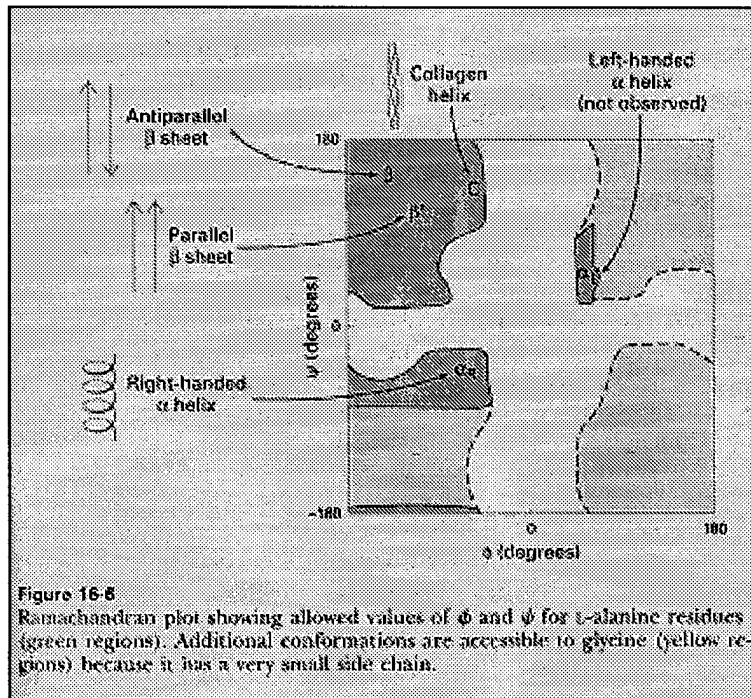 Collagen
helix
Left-handed
α helix
(not observed)
Antiparallel
β sheet
180
β
C
Parallel
β sheet
ψ (degrees)
0
Right-handed
α helix
-180
0
180
ϕ (degrees)
Figure 16-6
Ramachandran plot showing allowed values of ϕ and ψ for L-alanine residues
(green regions). Additional conformations are accessible to glycine (yellow re-
gions) because it has a very small side chain.